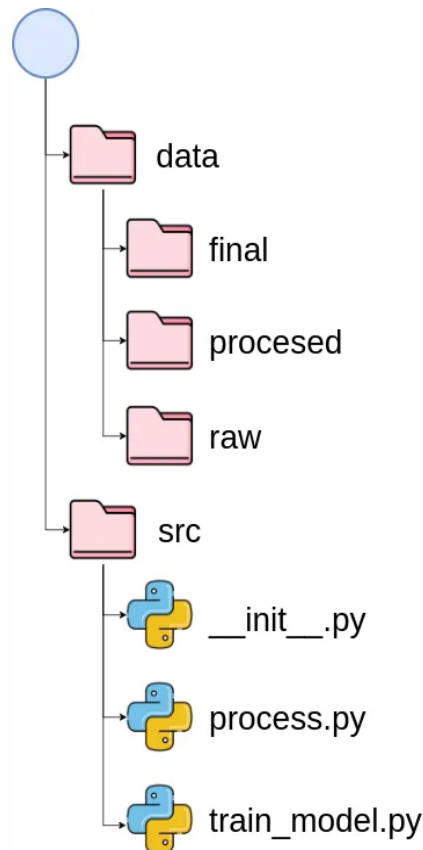 data
final
procesed
raw
src
__init__.py
process.py
train_model.py